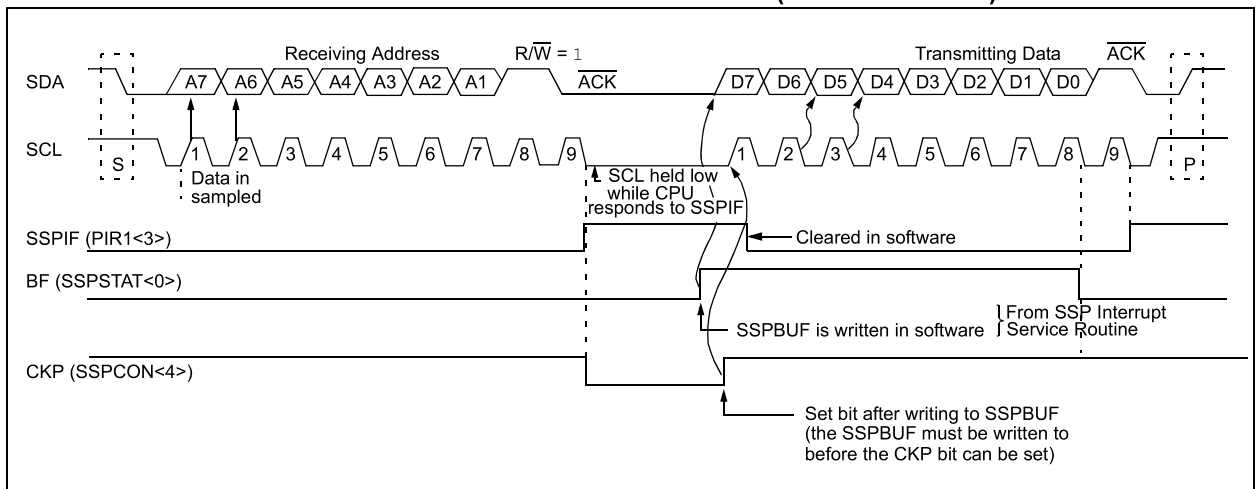 Receiving Address R/W = 1 Transmitting Data ACK
SDA A7 A6 A5 A4 A3 A2 A1 ACK D7 D6 D5 D4 D3 D2 D1 D0
SCL 1 2 3 4 5 6 7 8 9 1 2 3 4 5 6 7 8 9
S
P
Data in
sampled
SCL held low
while CPU
responds to SSPIF
SSPIF (PIR1<3>)
Cleared in software
BF (SSPSTAT<0>)
SSPBUF is written in software
From SSP Interrupt
Service Routine
CKP (SSPCON<4>)
Set bit after writing to SSPBUF
(the SSPBUF must be written to
before the CKP bit can be set)